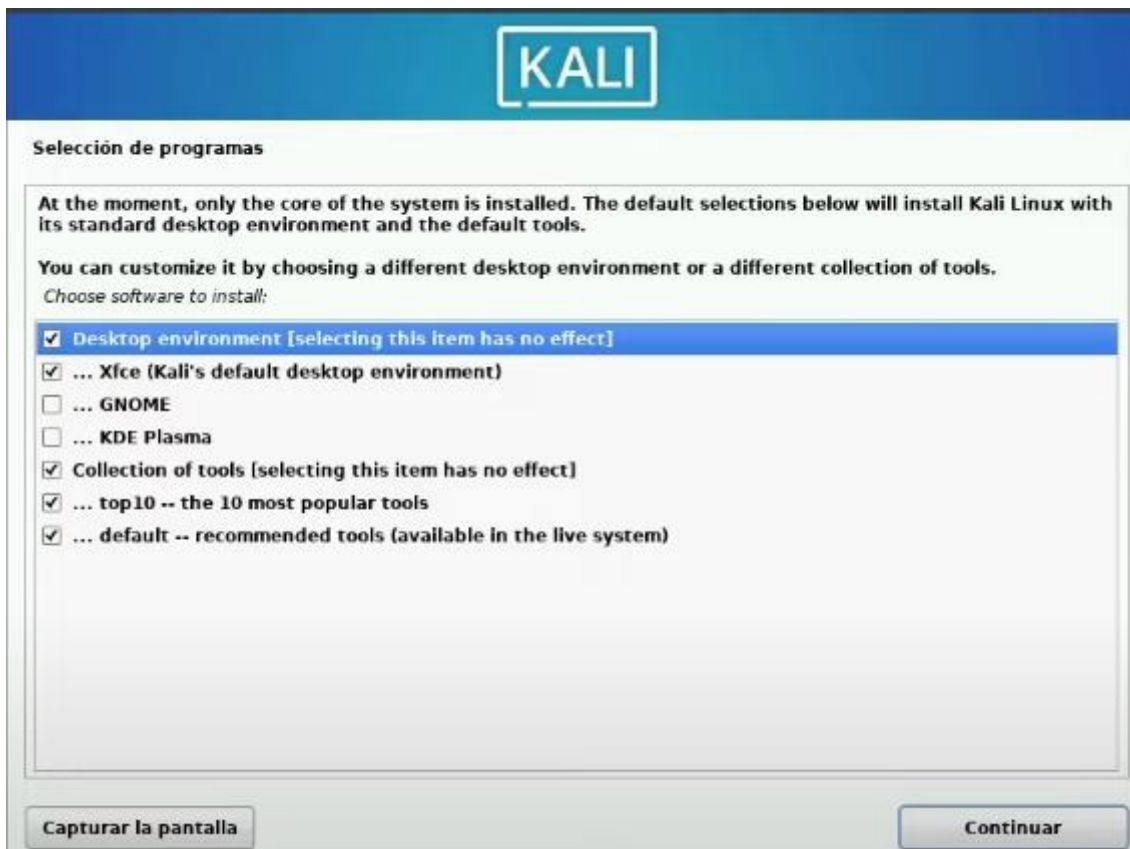 KALI
Selección de programas
At the moment, only the core of the system is installed. The default selections below will install Kali Linux with
its standard desktop environment and the default tools.
You can customize it by choosing a different desktop environment or a different collection of tools.
Choose software to install:
Desktop environment [selecting this item has no effect]
... Xfce (Kali's default desktop environment)
... GNOME
... KDE Plasma
Collection of tools [selecting this item has no effect]
... top10 -- the 10 most popular tools
... default -- recommended tools (available in the live system)
Capturar la pantalla
Continuar